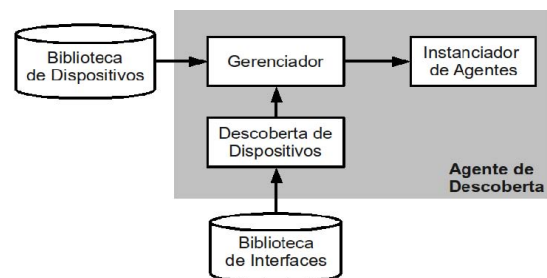 Biblioteca
de Dispositivos
Gerenciador
Instanciador
de Agentes
Descoberta de
Dispositivos
Agente de
Descoberta
Biblioteca
de Interfaces